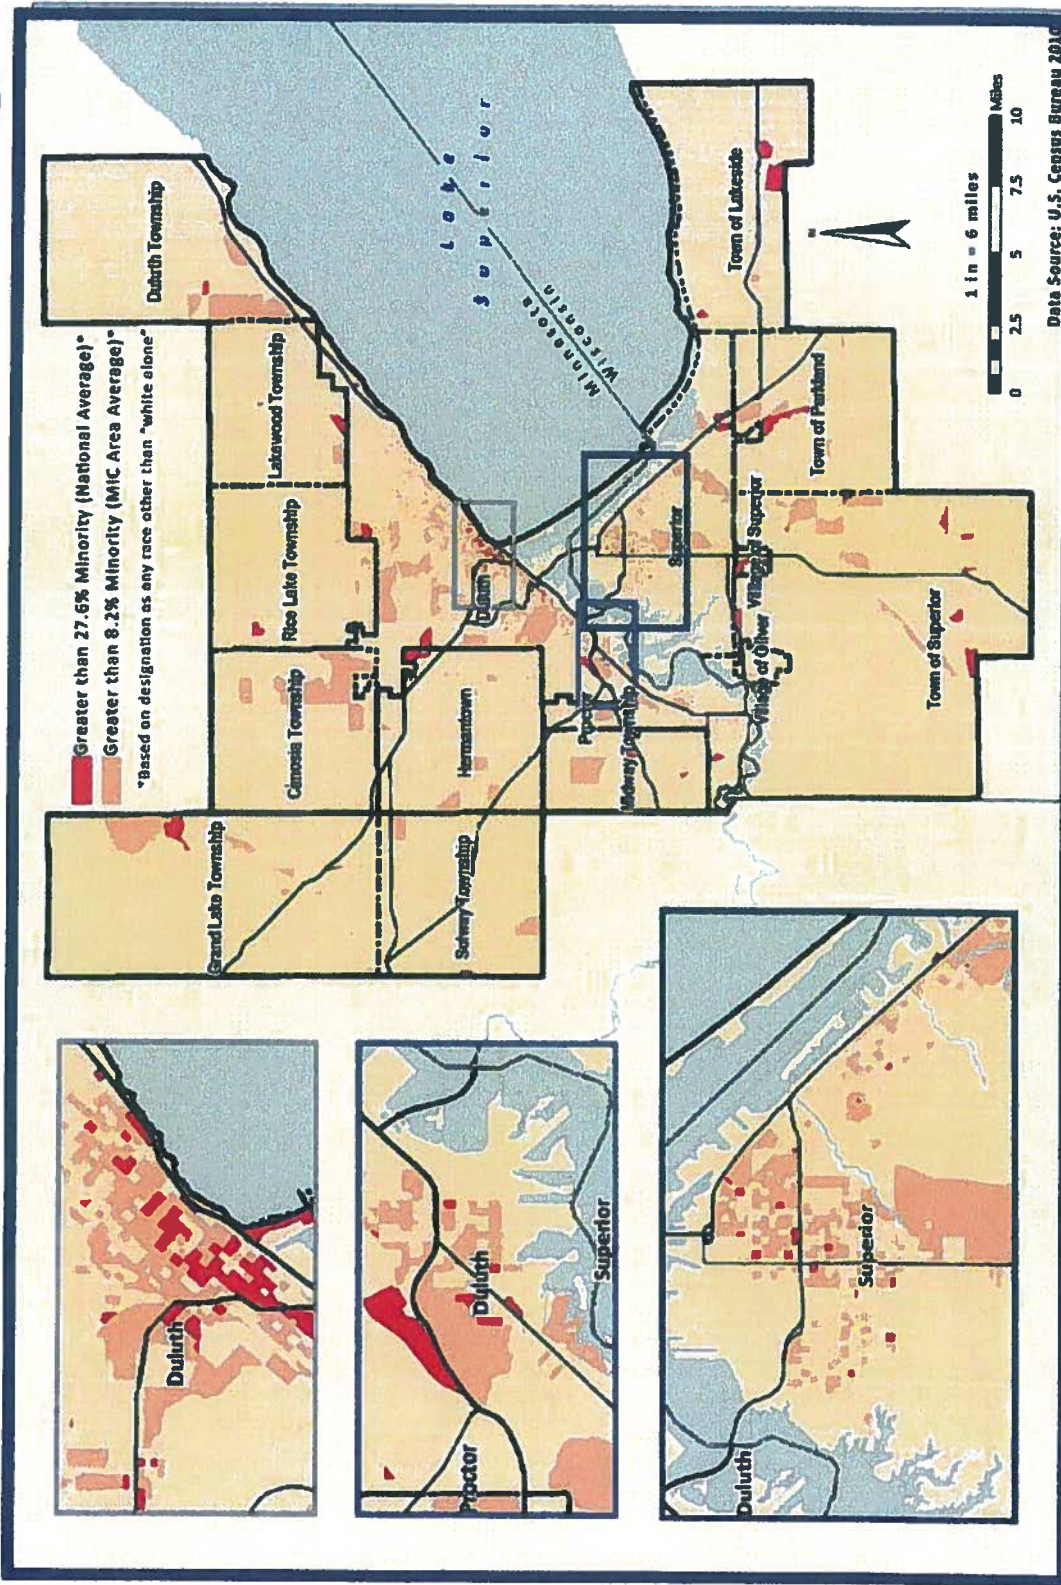 Greater than 27.6% Minority (National Average)*
Greater than 8.2% Minority (MIC Area Average)*
*Based on designation as any race other than "white alone"
Duluth Township
Lakewood Township
Rice Lake Township
Canosia Township
Grand Lake Township
Hermantown
Solway Township
Duluth
Proctor
Midway Township
Superior
Village of Superior
Village of Oliver
Town of Superior
Town of Parkland
Town of Lakeside
Lake
Superior
Minnesota
Wisconsin
N
1 in = 6 miles
0 2.5 5 7.5 10 Miles
Data Source: U.S. Census Bureau 2010
Duluth
Proctor
Duluth
Superior
Duluth
Superior